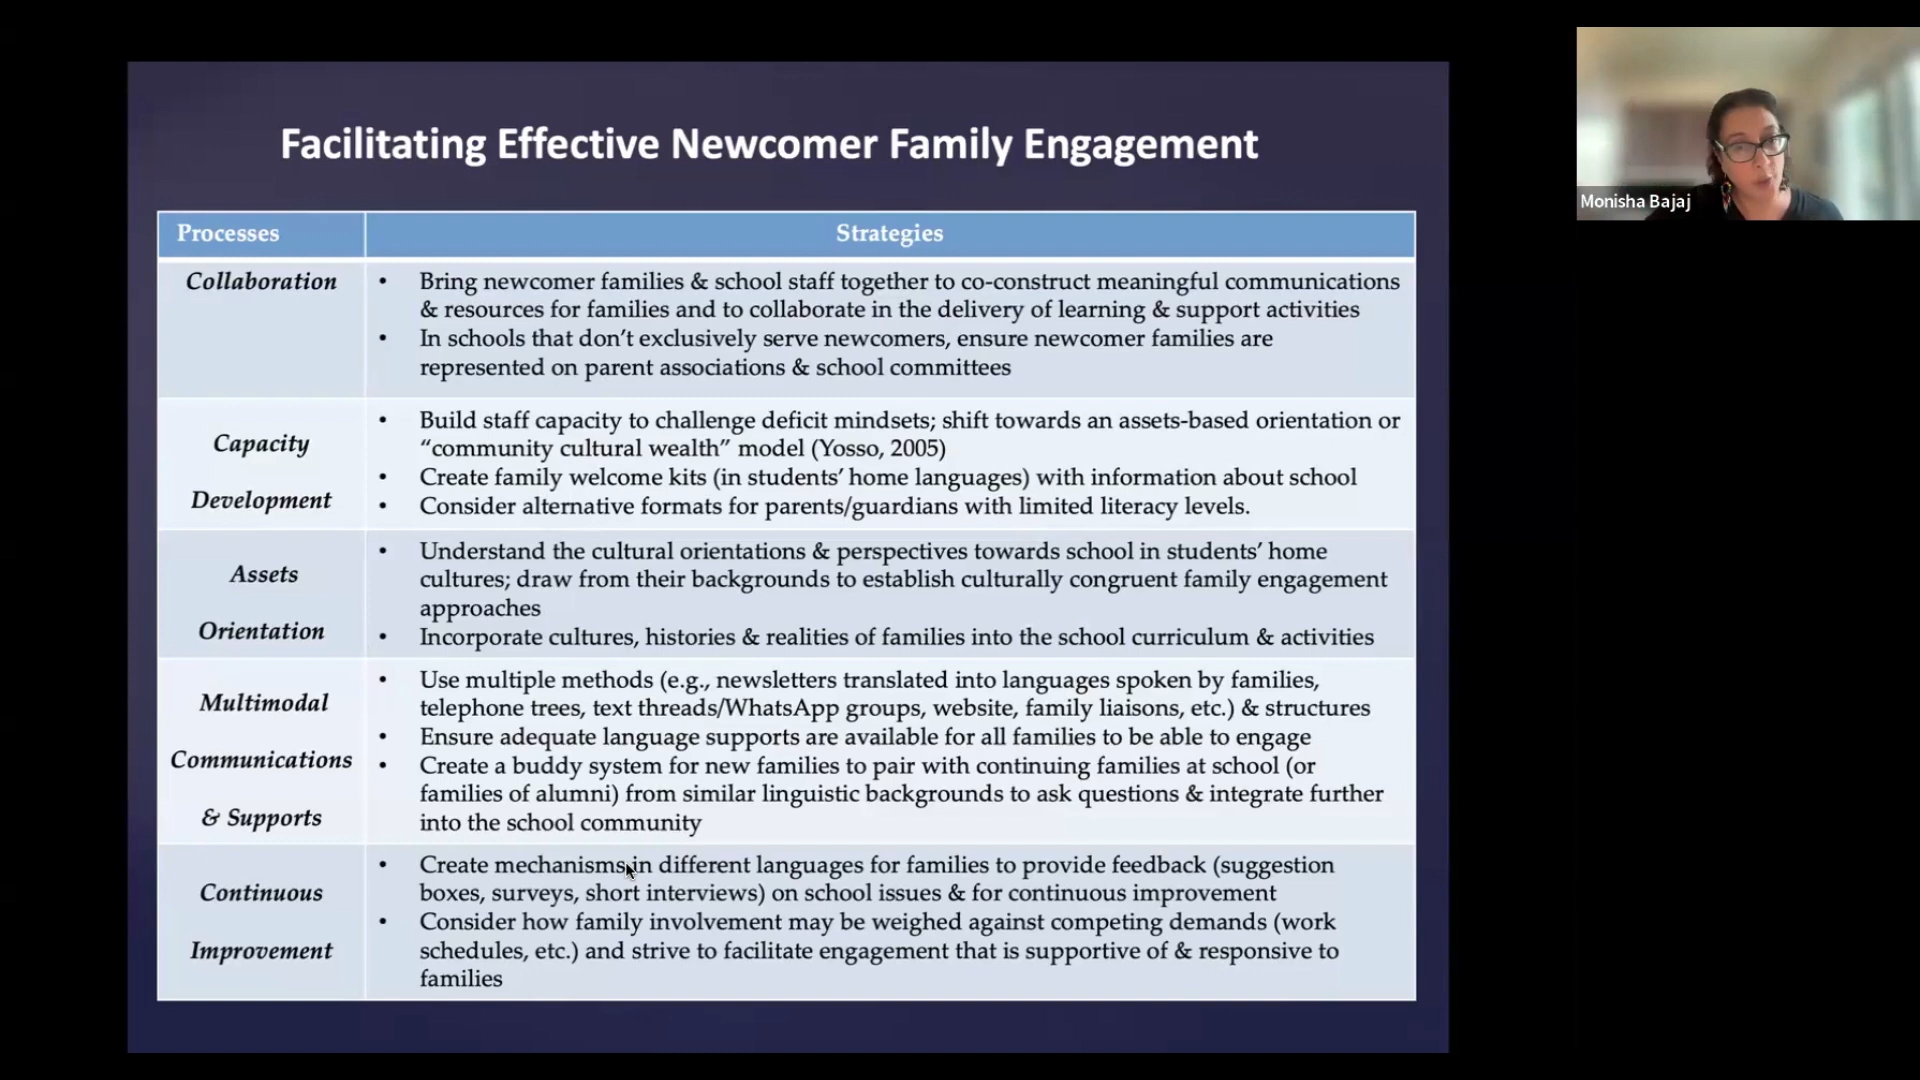 Facilitating Effective Newcomer Family Engagement
Processes
Strategies
Collaboration
• Bring newcomer families & school staff together to co-construct meaningful communications
& resources for families and to collaborate in the delivery of learning & support activities
• In schools that don’t exclusively serve newcomers, ensure newcomer families are
represented on parent associations & school committees
Capacity
Development
• Build staff capacity to challenge deficit mindsets; shift towards an assets-based orientation or
“community cultural wealth” model (Yosso, 2005)
• Create family welcome kits (in students’ home languages) with information about school
• Consider alternative formats for parents/guardians with limited literacy levels.
Assets
Orientation
• Understand the cultural orientations & perspectives towards school in students’ home
cultures; draw from their backgrounds to establish culturally congruent family engagement
approaches
• Incorporate cultures, histories & realities of families into the school curriculum & activities
Multimodal
Communications
& Supports
• Use multiple methods (e.g., newsletters translated into languages spoken by families,
telephone trees, text threads/WhatsApp groups, website, family liaisons, etc.) & structures
• Ensure adequate language supports are available for all families to be able to engage
• Create a buddy system for new families to pair with continuing families at school (or
families of alumni) from similar linguistic backgrounds to ask questions & integrate further
into the school community
Continuous
Improvement
• Create mechanisms in different languages for families to provide feedback (suggestion
boxes, surveys, short interviews) on school issues & for continuous improvement
• Consider how family involvement may be weighed against competing demands (work
schedules, etc.) and strive to facilitate engagement that is supportive of & responsive to
families
Monisha Bajaj